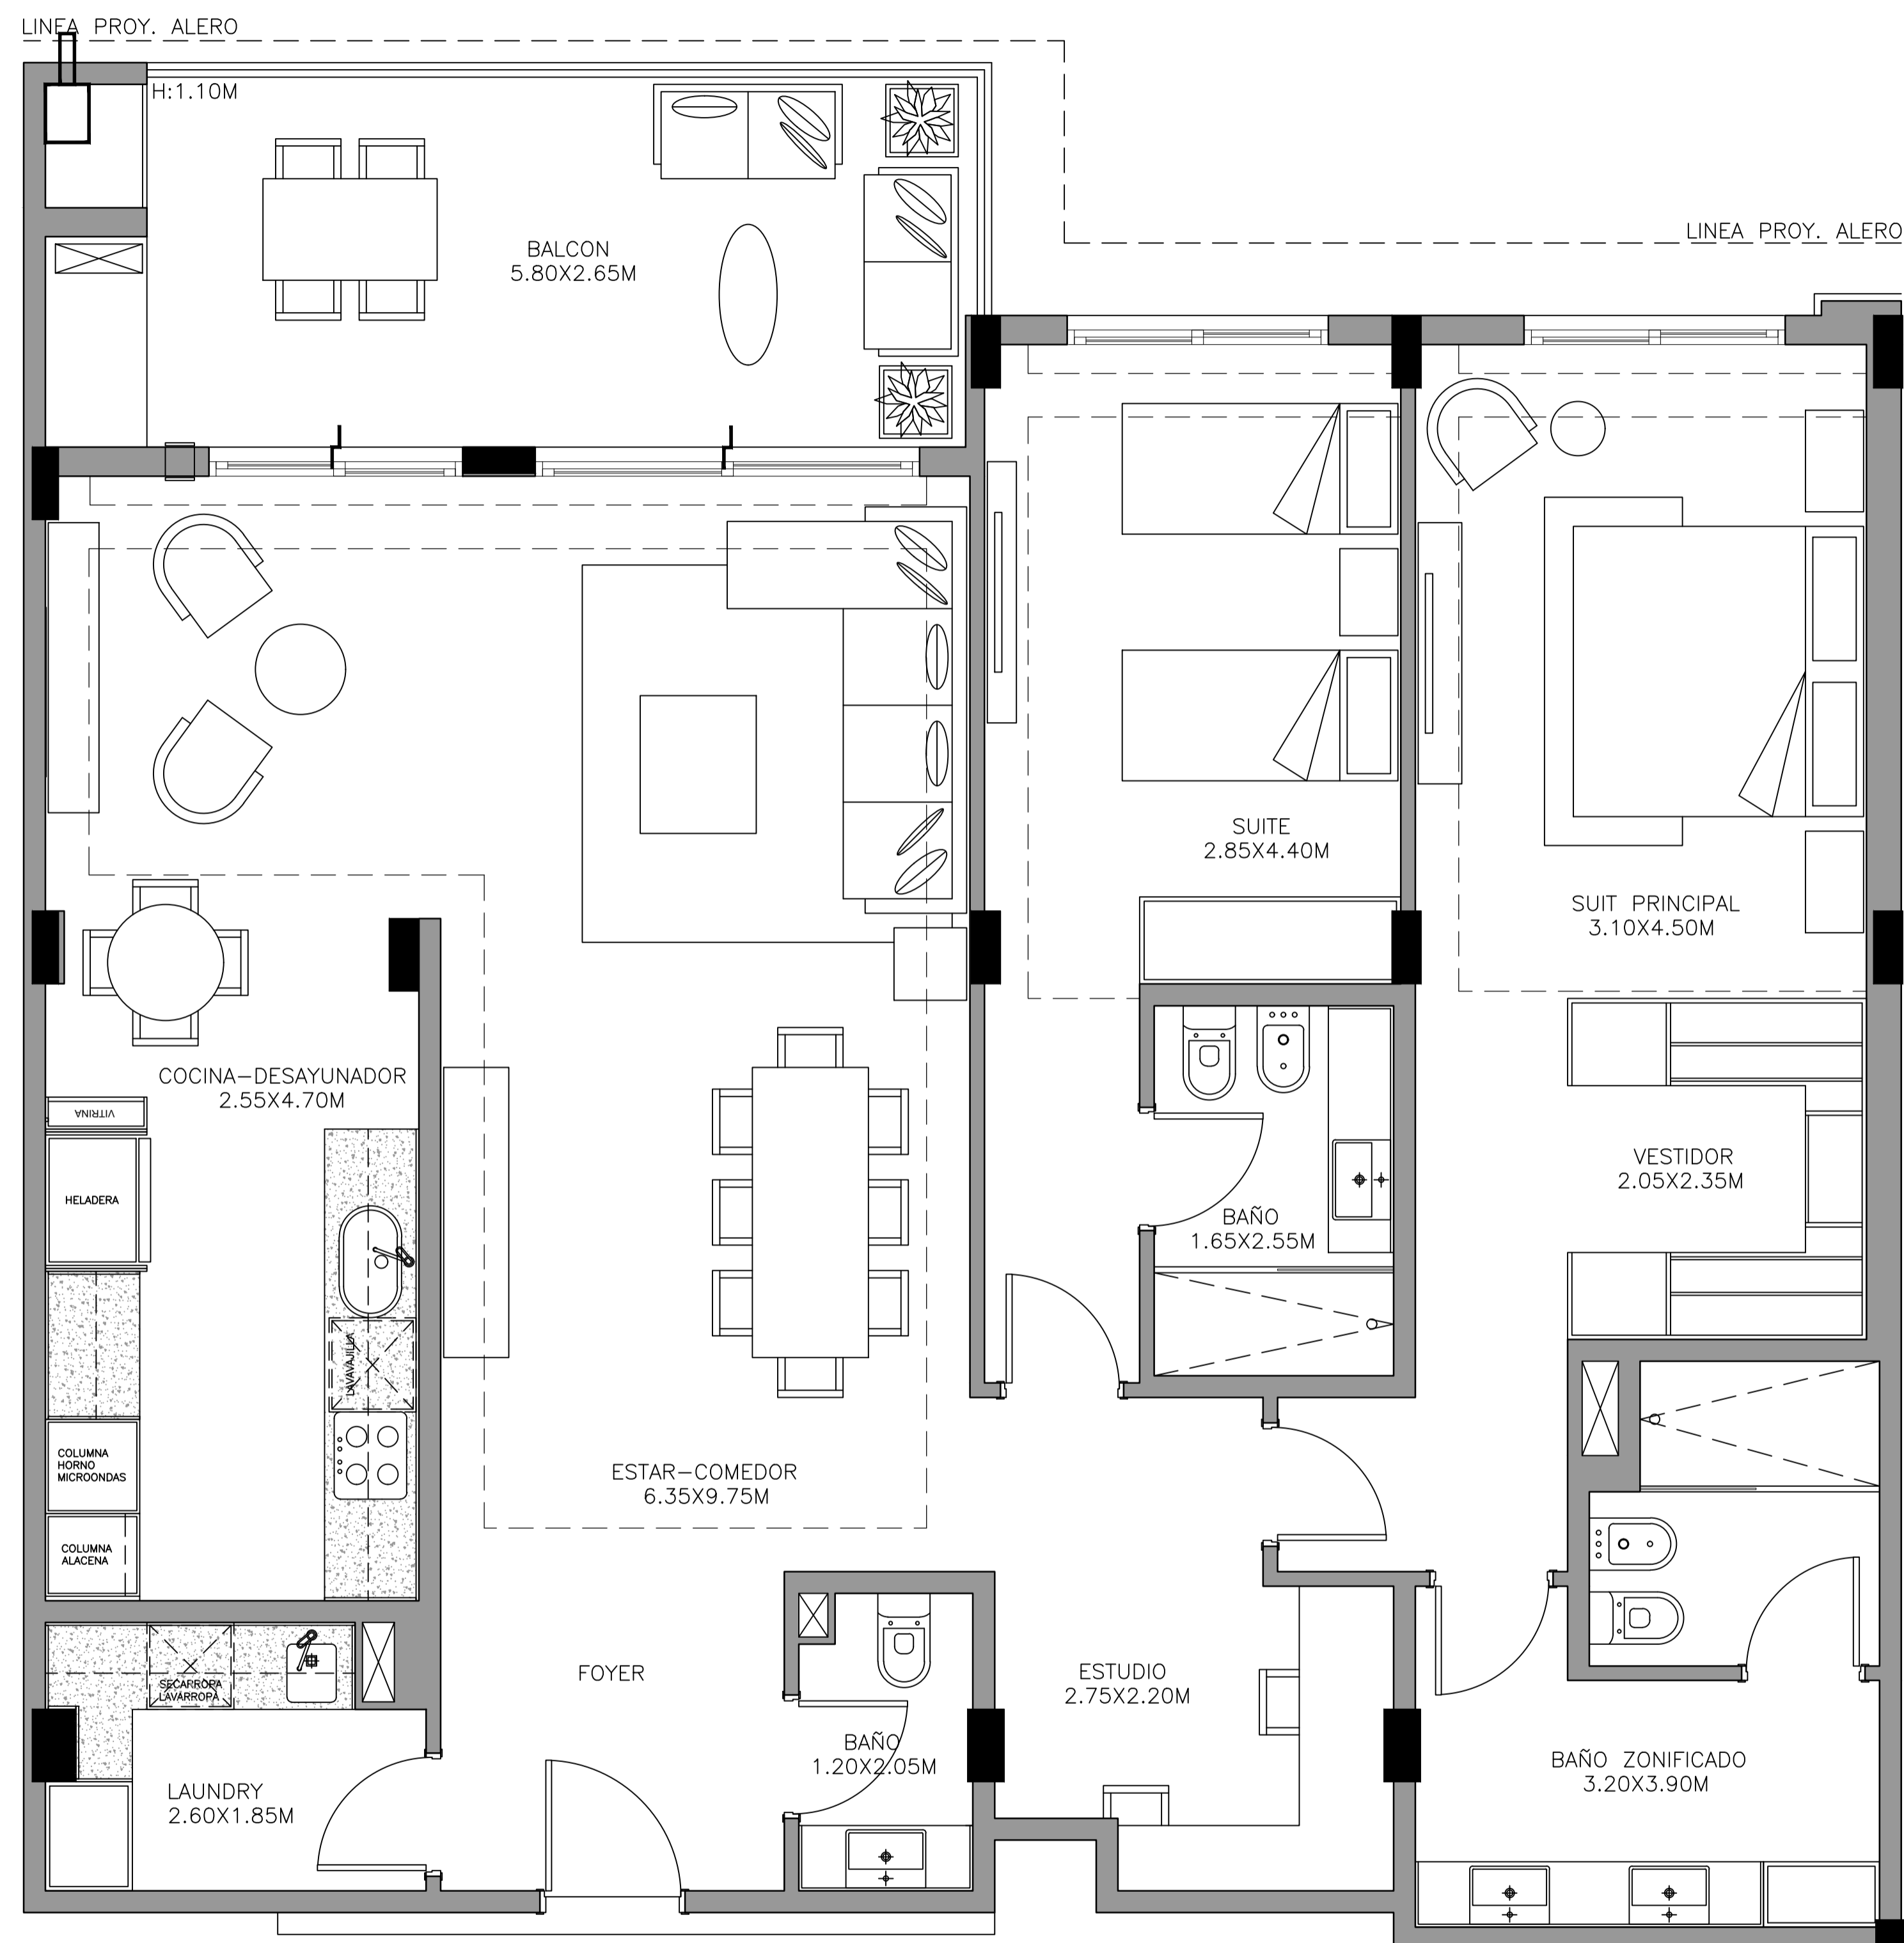 LINEA PROY. ALERO
H:1.10M
LINEA PROY. ALERO
BALCON
5.80X2.65M
SUITE
2.85X4.40M
SUIT PRINCIPAL
3.10X4.50M
COCINA-DESAYUNADOR
2.55X4.70M
VITRINA
HELADERA
VESTIDOR
2.05X2.35M
BAÑO
1.65X2.55M
LAVAVAJILLA
COLUMNA
HORNO
MICROONDAS
ESTAR-COMEDOR
6.35X9.75M
COLUMNA
ALACENA
SECARROPA
LAVARROPA
FOYER
ESTUDIO
2.75X2.20M
BAÑO
1.20X2.05M
BAÑO ZONIFICADO
3.20X3.90M
LAUNDRY
2.60X1.85M